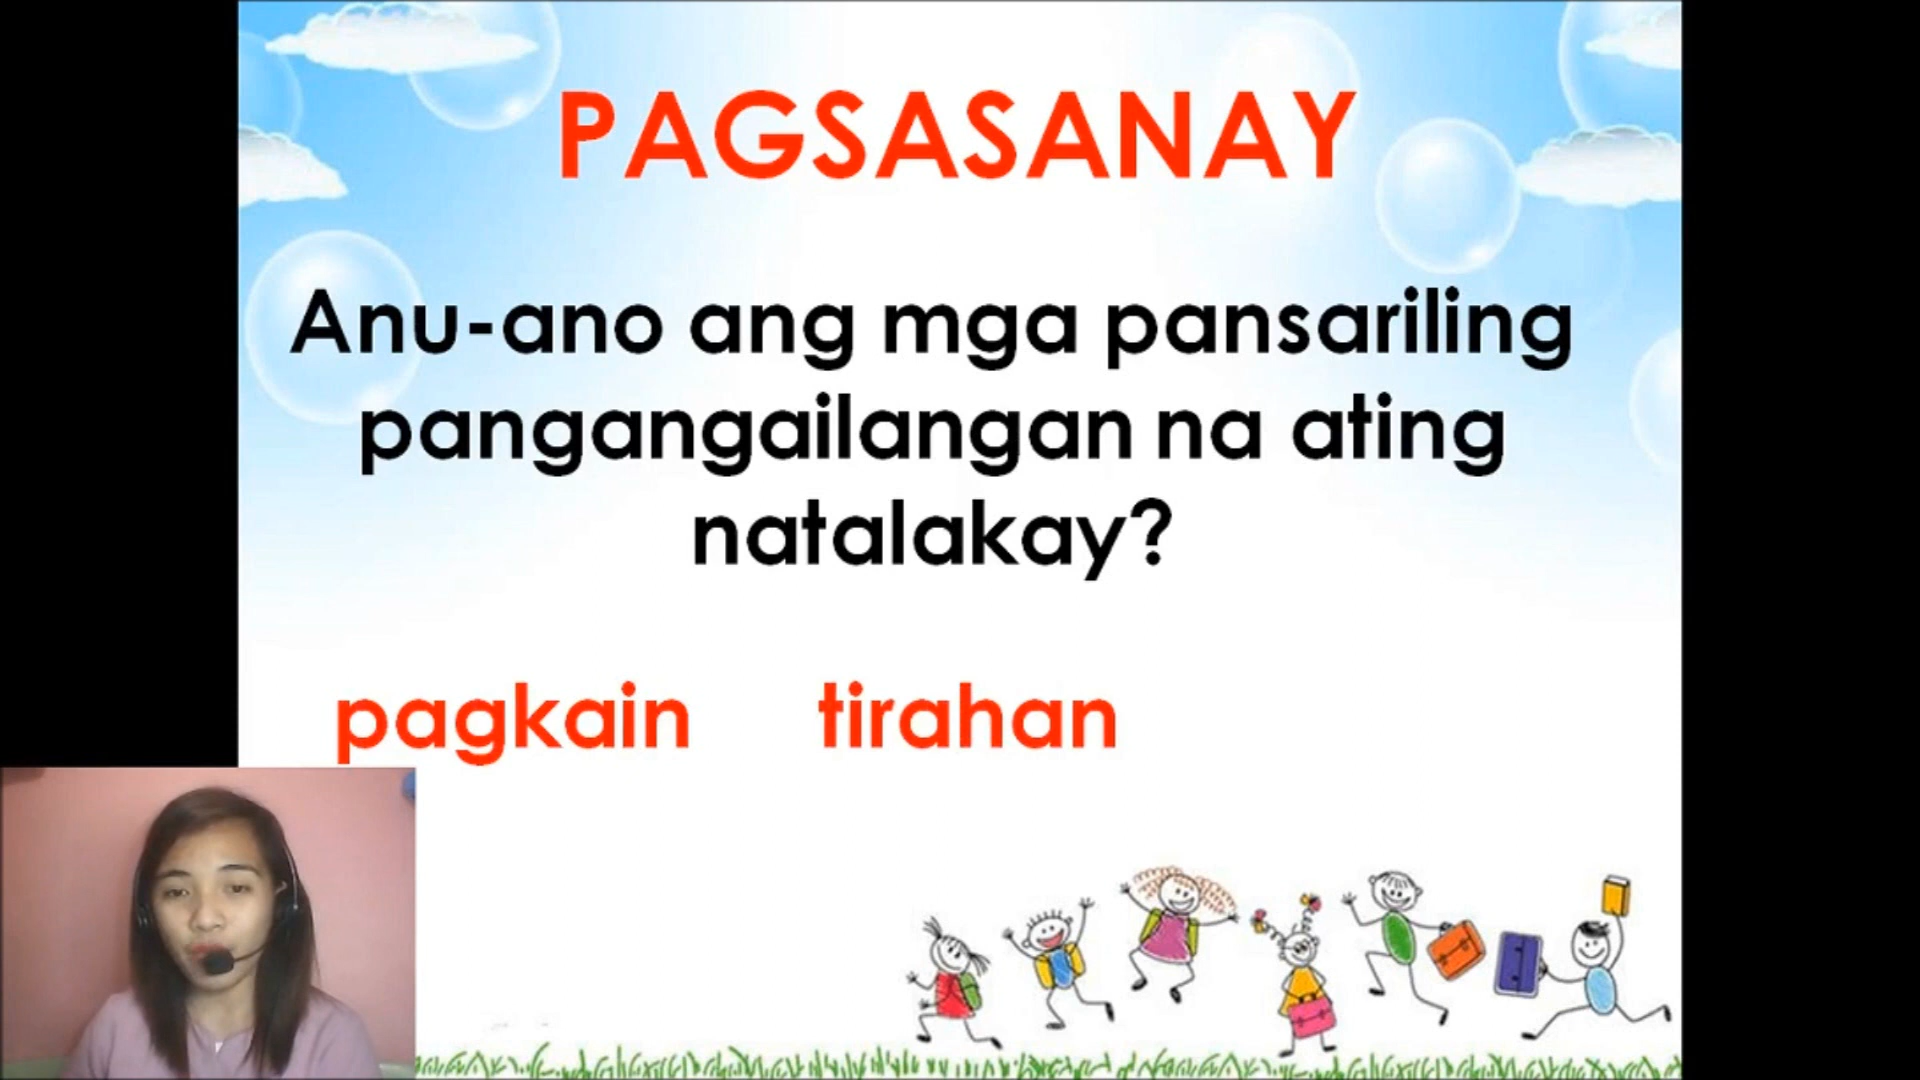 PAGSASANAY
Anu-ano ang mga pansariling
pangangailangan na ating
natalakay?
pagkain tirahan